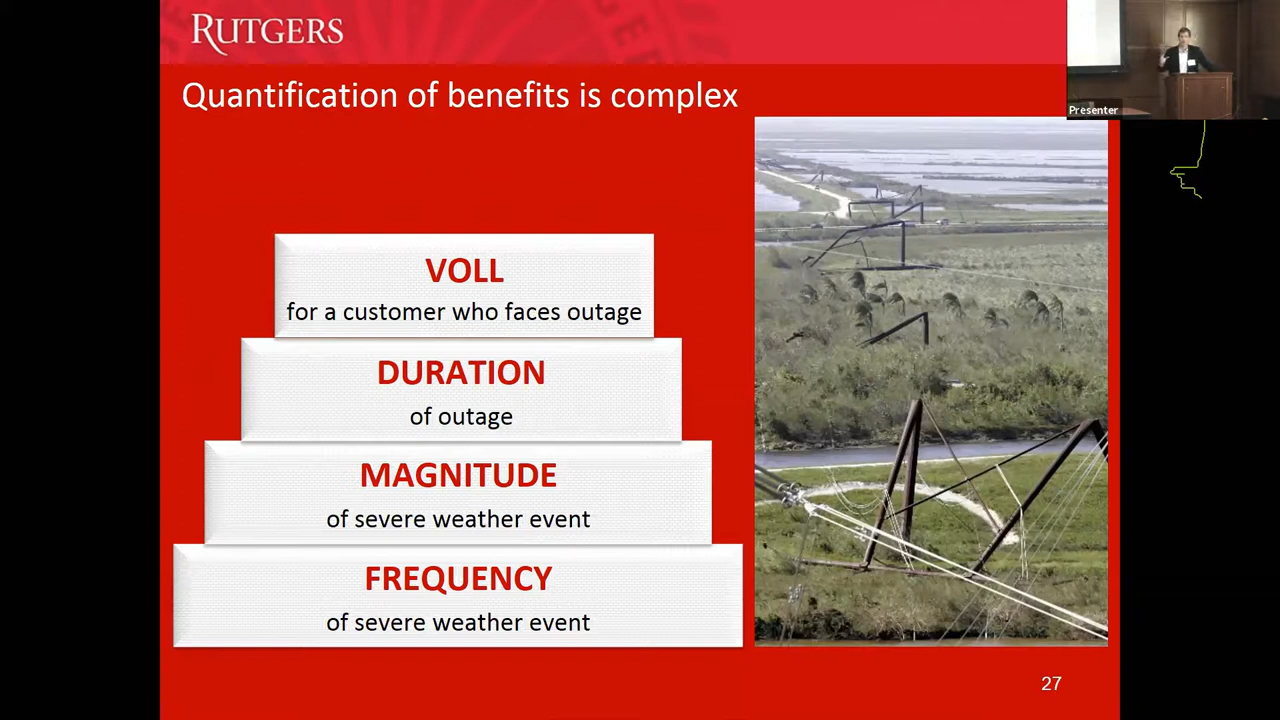 RUTGERS
Presenter
Quantification of benefits is complex
VOLL
for a customer who faces outage
DURATION
of outage
MAGNITUDE
of severe weather event
FREQUENCY
of severe weather event
27